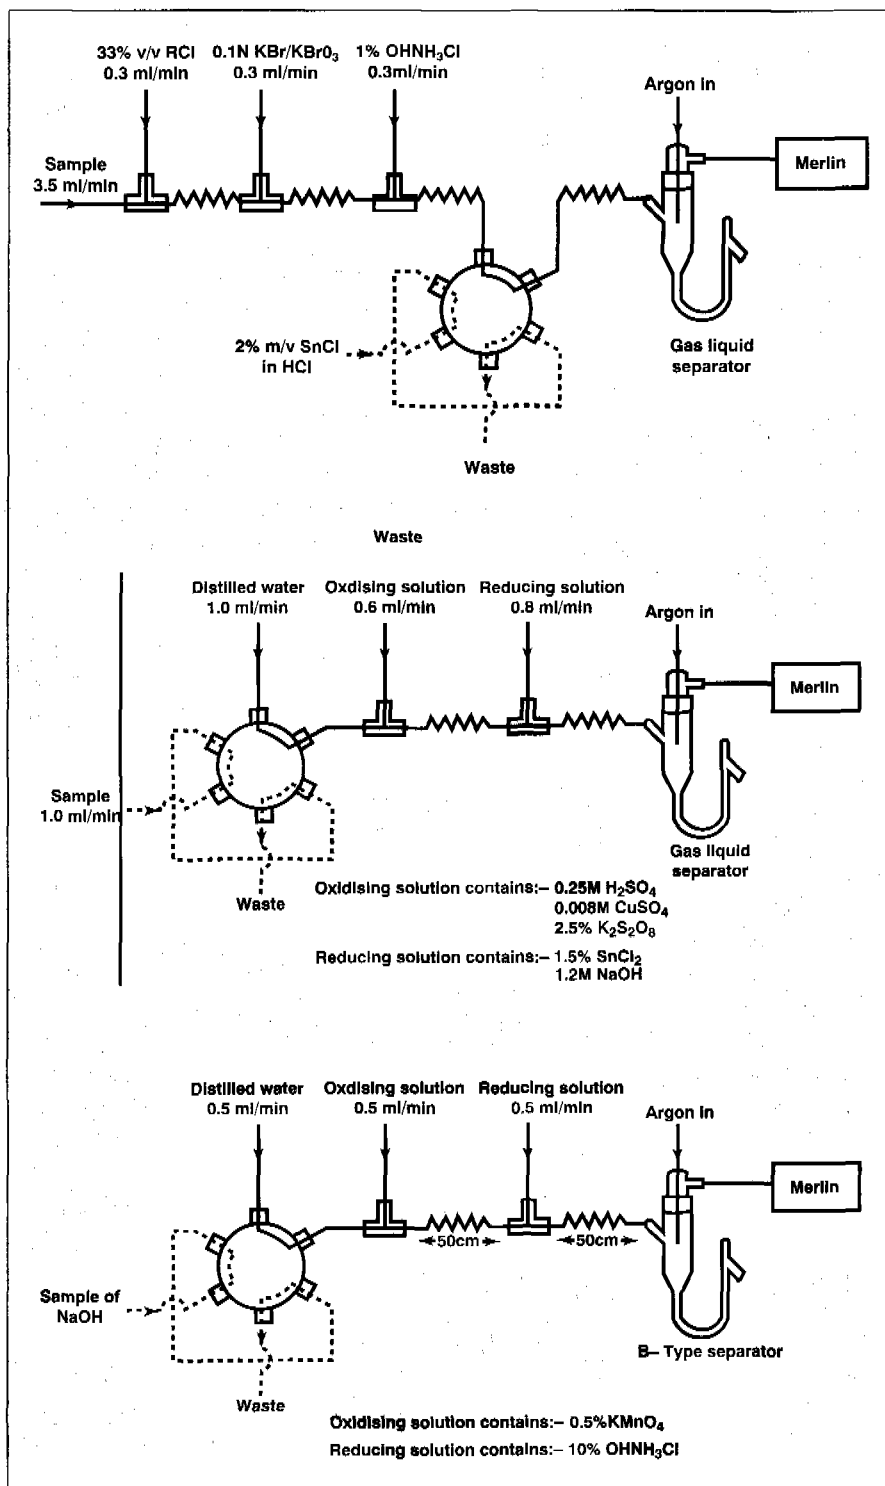 33% v/v RCl
0.3 ml/min
0.1N KBr/KBrO₃
0.3 ml/min
1% OHNH₃Cl
0.3ml/min
Argon in
Sample
3.5 ml/min
Merlin
2% m/v SnCl
in HCl
Gas liquid
separator
Waste
Waste
Distilled water
1.0 ml/min
Oxdising solution
0.6 ml/min
Reducing solution
0.8 ml/min
Argon in
Merlin
Sample
1.0 ml/min
Gas liquid
separator
Waste
Oxidising solution contains:– 0.25M H₂SO₄
0.008M CuSO₄
2.5% K₂S₂O₈
Reducing solution contains:– 1.5% SnCl₂
1.2M NaOH
Distilled water
0.5 ml/min
Oxdising solution
0.5 ml/min
Reducing solution
0.5 ml/min
Argon in
Merlin
50cm
50cm
Sample of
NaOH
B– Type separator
Waste
Oxidising solution contains:– 0.5%KMnO₄
Reducing solution contains:– 10% OHNH₃Cl